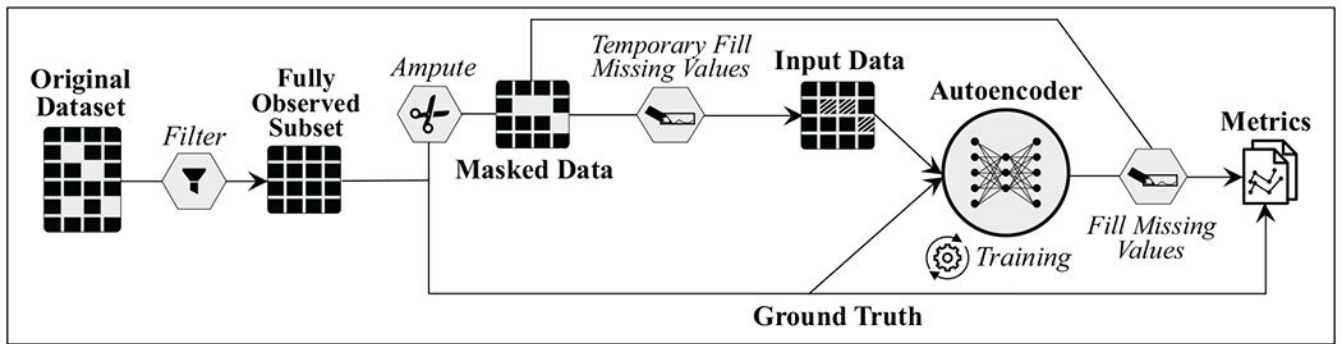 Original
Dataset
Filter
Fully
Observed
Subset
Ampute
Masked Data
Temporary Fill
Missing Values
Input Data
Autoencoder
Training
Fill Missing
Values
Metrics
Ground Truth